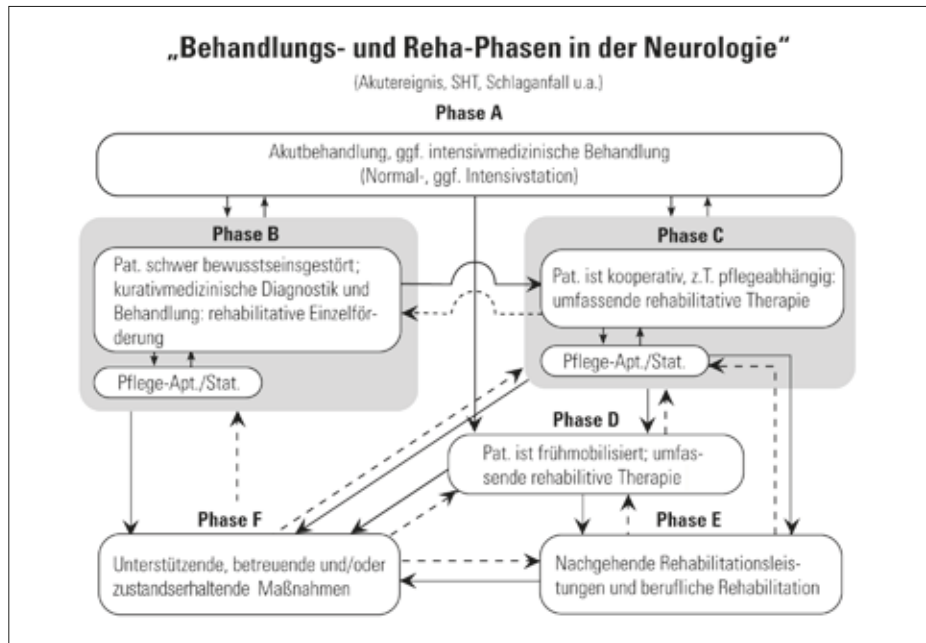 „Behandlungs- und Reha-Phasen in der Neurologie“
(Akutereignis, SHT, Schlaganfall u.a.)
Phase A
Akutbehandlung, ggf. intensivmedizinische Behandlung
(Normal-, ggf. Intensivstation)
Phase B
Pat. schwer bewusstseinsgestört;
kurativmedizinische Diagnostik und
Behandlung: rehabilitative Einzelför-
derung
Pflege-Apt./Stat.
Phase C
Pat. ist kooperativ, z.T. pflegeabhängig:
umfassende rehabilitative Therapie
Pflege-Apt./Stat.
Phase D
Pat. ist frühmobilisiert; umfas-
sende rehabilitive Therapie
Phase F
Unterstützende, betreuende und/oder
zustandserhaltende Maßnahmen
Phase E
Nachgehende Rehabilitationsleis-
tungen und berufliche Rehabilitation